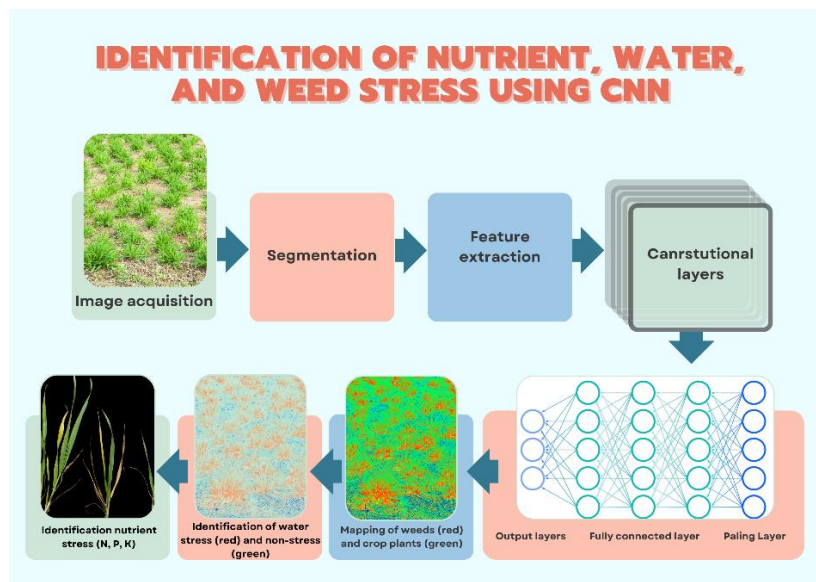 IDENTIFICATION OF NUTRIENT, WATER,
AND WEED STRESS USING CNN
Image acquisition
Segmentation
Feature
extraction
Canrstutional
layers
Output layers
Fully connected layer
Paling Layer
Mapping of weeds (red)
and crop plants (green)
Identification of water
stress (red) and non-stress
(green)
Identification nutrient
stress (N, P, K)